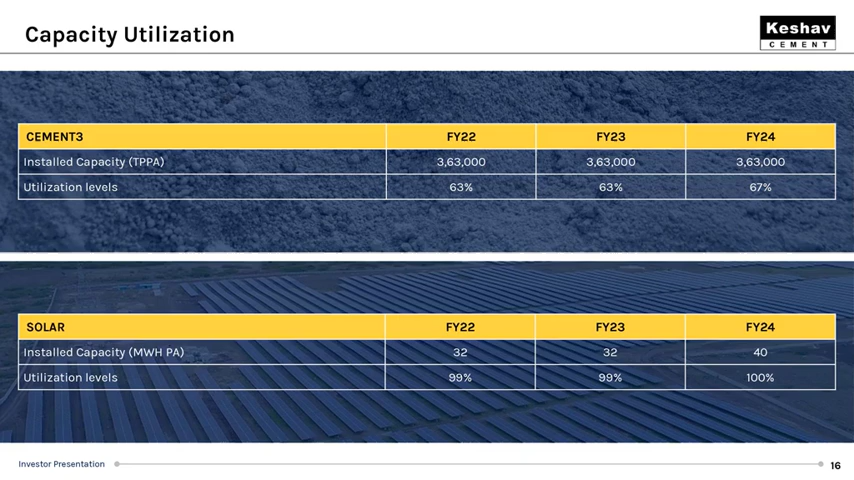 Capacity Utilization
Keshav
CEMENT
CEMENT3 FY22 FY23 FY24
Installed Capacity (TPPA) 3,63,000 3,63,000 3,63,000
Utilization levels 63% 63% 67%
SOLAR FY22 FY23 FY24
Installed Capacity (MWH PA) 32 32 40
Utilization levels 99% 99% 100%
Investor Presentation 16